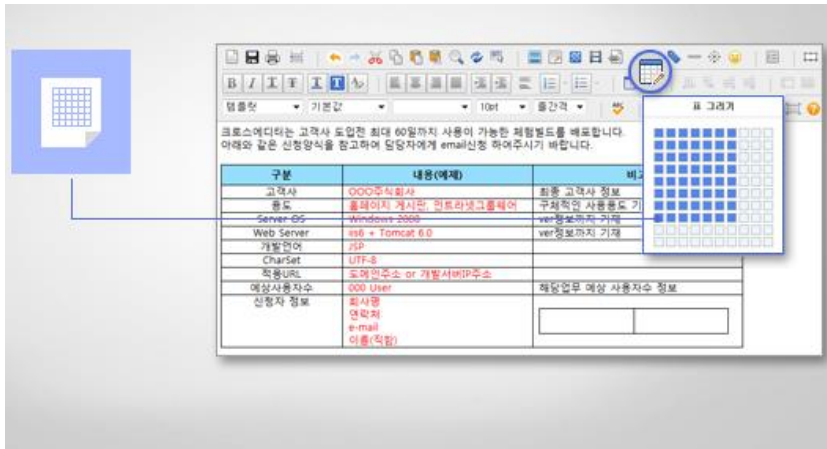 템플릿 기본값 10pt 줄간격
표 그리기
크로스에디터는 고객사 도입전 최대 60일까지 사용이 가능한 체험빌드를 배포합니다.
아래와 같은 신청양식을 참고하여 담당자에게 email신청 하여주시기 바랍니다.
구분 내용(예제)
고객사 OOO주식회사 최종 고객사 정보
용도 홈페이지 게시판, 인트라넷그룹웨어 구체적인 사용용도
Server OS Windows 2000 ver정보까지 기재
Web Server iis6 + Tomcat 6.0 ver정보까지 기재
개발언어 JSP
CharSet UTF-8
적용URL 도메인주소 or 개발서버IP주소
예상사용자수 000 User 해당업무 예상 사용자수 정보
신청자 정보 회사명
연락처
e-mail
이름(직함)